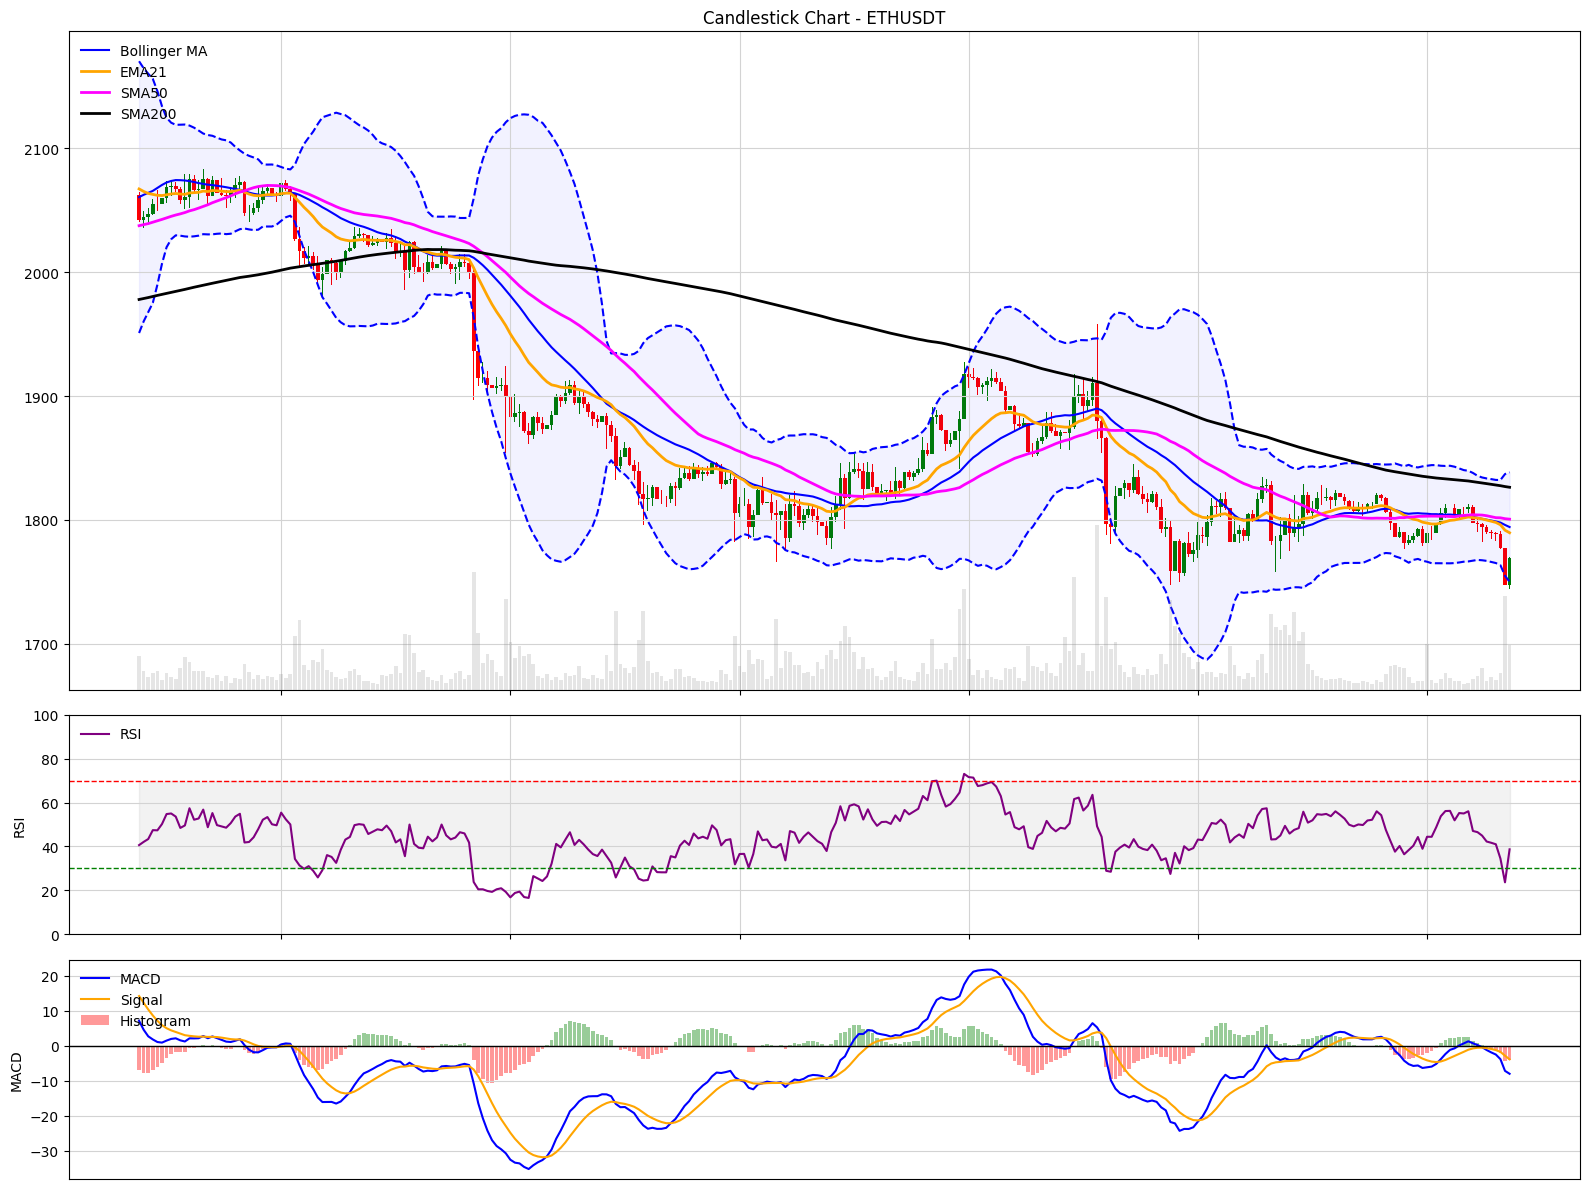 Candlestick Chart - ETHUSDT
Bollinger MA
EMA21
SMA50
SMA200
2100
2000
1900
1800
1700
RSI
100
80
60
40
20
0
RSI
MACD
Signal
Histogram
20
10
0
−10
−20
−30
MACD